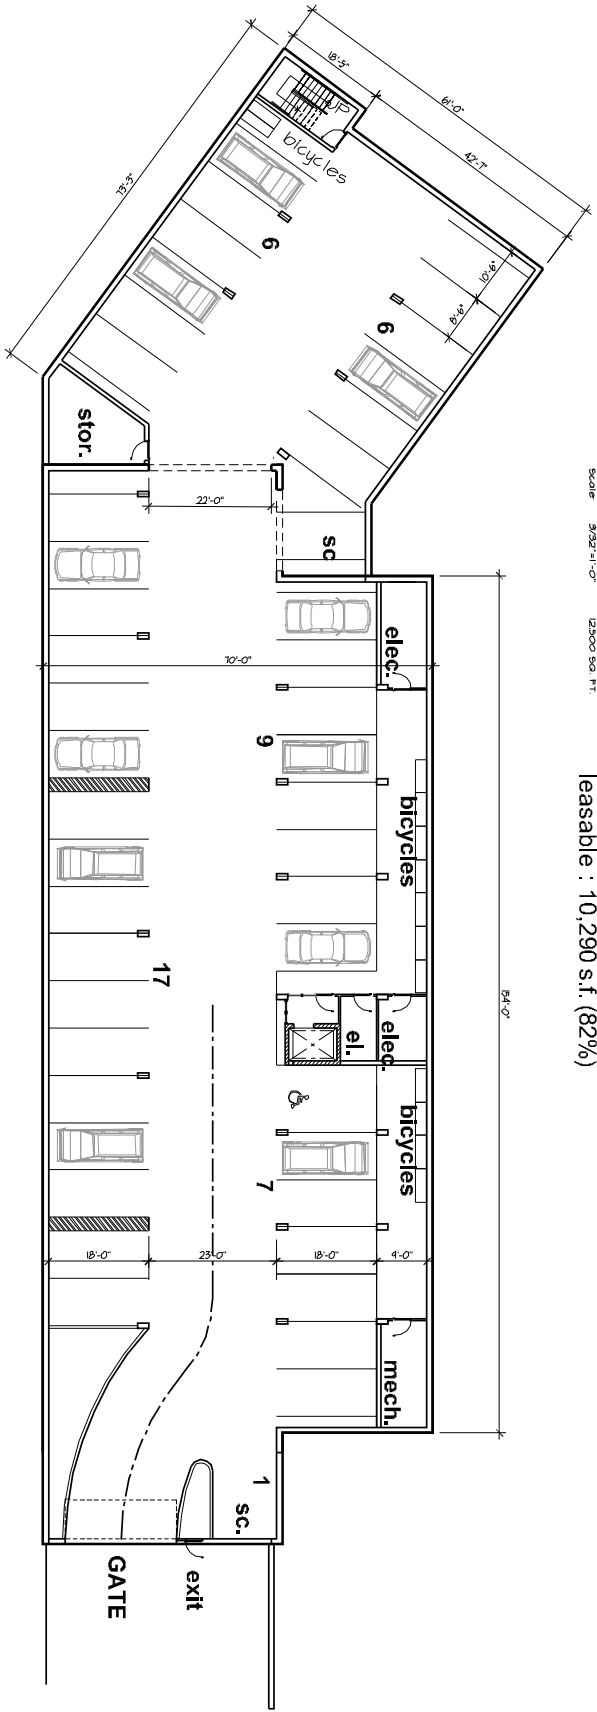 18'-5"
61'-0"
42'-7"
73'-3"
UP
bicycles
6
10'-6"
8'-6"
6
stor.
22'-0"
sc
scale 3/32"=1'-0" 12,500 SQ. FT.
leasable : 10,290 s.f. (82%)
elec.
70'-0"
9
bicycles
17
154'-0"
el.
elec.
bicycles
7
18'-0"
23'-0"
18'-0"
9'-0"
mech.
1
sc.
exit
GATE